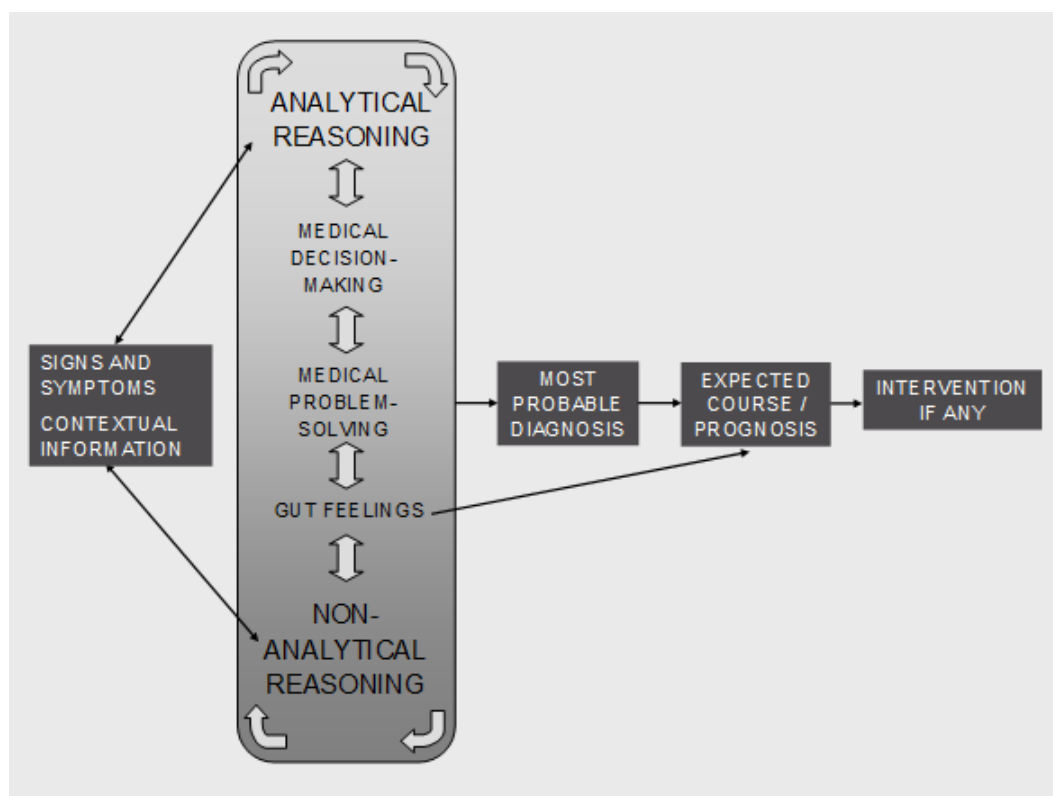 ANALYTICAL
REASONING
MEDICAL
DECISION-
MAKING
SIGNS AND
SYMPTOMS
CONTEXTUAL
INFORMATION
MEDICAL
PROBLEM-
SOLVING
MOST
PROBABLE
DIAGNOSIS
EXPECTED
COURSE /
PROGNOSIS
INTERVENTION
IF ANY
GUT FEELINGS
NON-
ANALYTICAL
REASONING